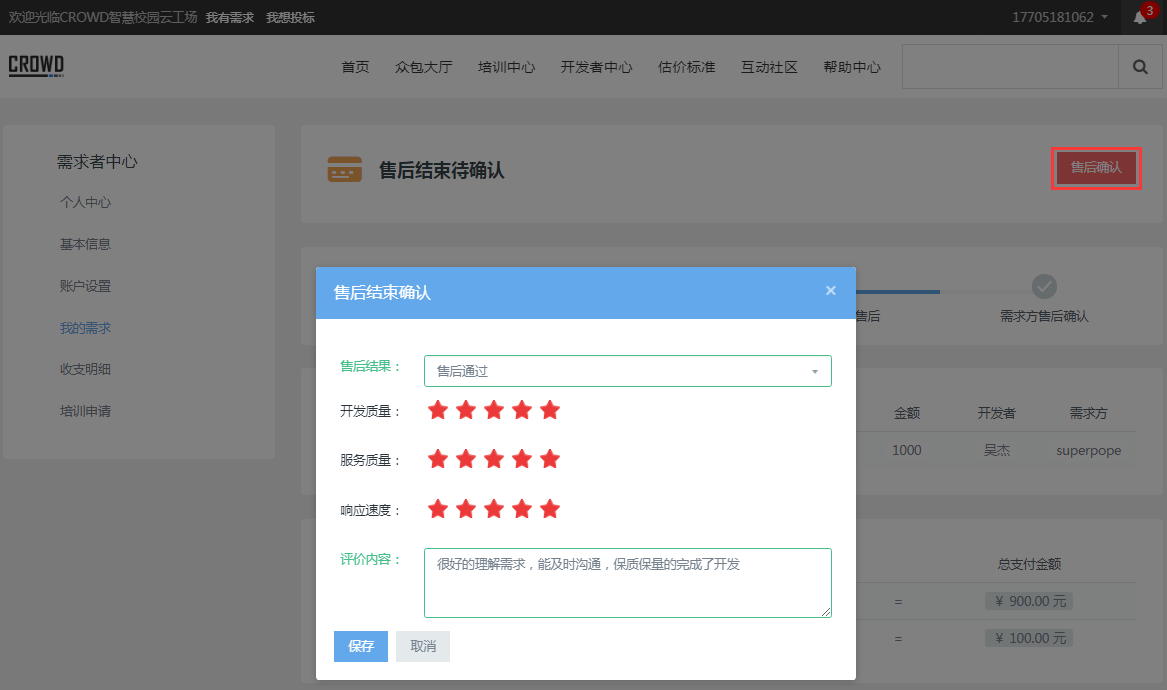 欢迎光临CROWD智慧校园云工场 我有需求 我想投标 17705181062 3
CROWD 首页 众包大厅 培训中心 开发者中心 估价标准 互动社区 帮助中心
需求者中心
个人中心
基本信息
账户设置
我的需求
收支明细
培训申请
售后结束待确认 售后确认
售后 需求方售后确认
金额 开发者 需求方
1000 吴杰 superpope
总支付金额
= ¥ 900.00 元
= ¥ 100.00 元
售后结束确认 ×
售后结果： 售后通过
开发质量：
服务质量：
响应速度：
评价内容： 很好的理解需求，能及时沟通，保质保量的完成了开发
保存 取消